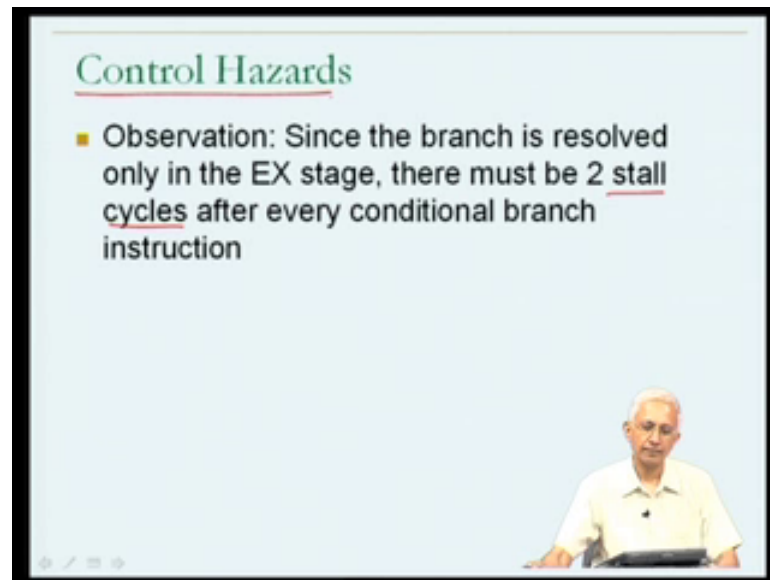 Control Hazards
Observation: Since the branch is resolved
only in the EX stage, there must be 2 stall
cycles after every conditional branch
instruction